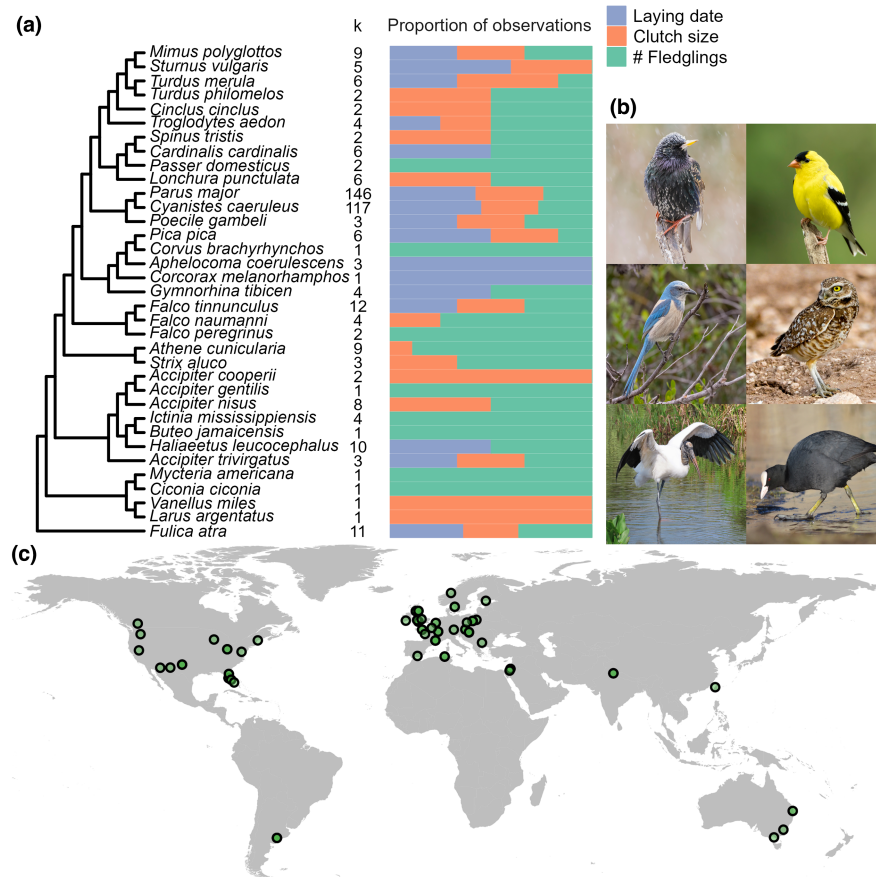 (a)
k
Proportion of observations
Laying date
Clutch size
# Fledglings
Mimus polyglottos 9
Sturnus vulgaris 5
Turdus merula 6
Turdus philomelos 2
Cinclus cinclus 2
Troglodytes aedon 4
Spinus tristis 2
Cardinalis cardinalis 6
Passer domesticus 2
Lonchura punctulata 6
Parus major 146
Cyanistes caeruleus 117
Poecile gambeli 3
Pica pica 6
Corvus brachyrhynchos 1
Aphelocoma coerulescens 3
Corcorax melanorhamphos 1
Gymnorhina tibicen 4
Falco tinnunculus 12
Falco naumanni 4
Falco peregrinus 2
Athene cunicularia 9
Strix aluco 3
Accipiter cooperii 2
Accipiter gentilis 1
Accipiter nisus 8
Ictinia mississippiensis 4
Buteo jamaicensis 1
Haliaeetus leucocephalus 10
Accipiter trivirgatus 3
Mycteria americana 1
Ciconia ciconia 1
Vanellus miles 1
Larus argentatus 1
Fulica atra 11
(b)
(c)